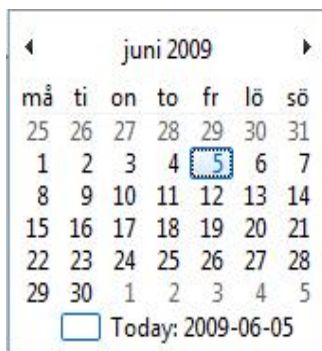 juni 2009
må ti on to fr lö sö
25 26 27 28 29 30 31
1 2 3 4 5 6 7
8 9 10 11 12 13 14
15 16 17 18 19 20 21
22 23 24 25 26 27 28
29 30 1 2 3 4 5
Today: 2009-06-05